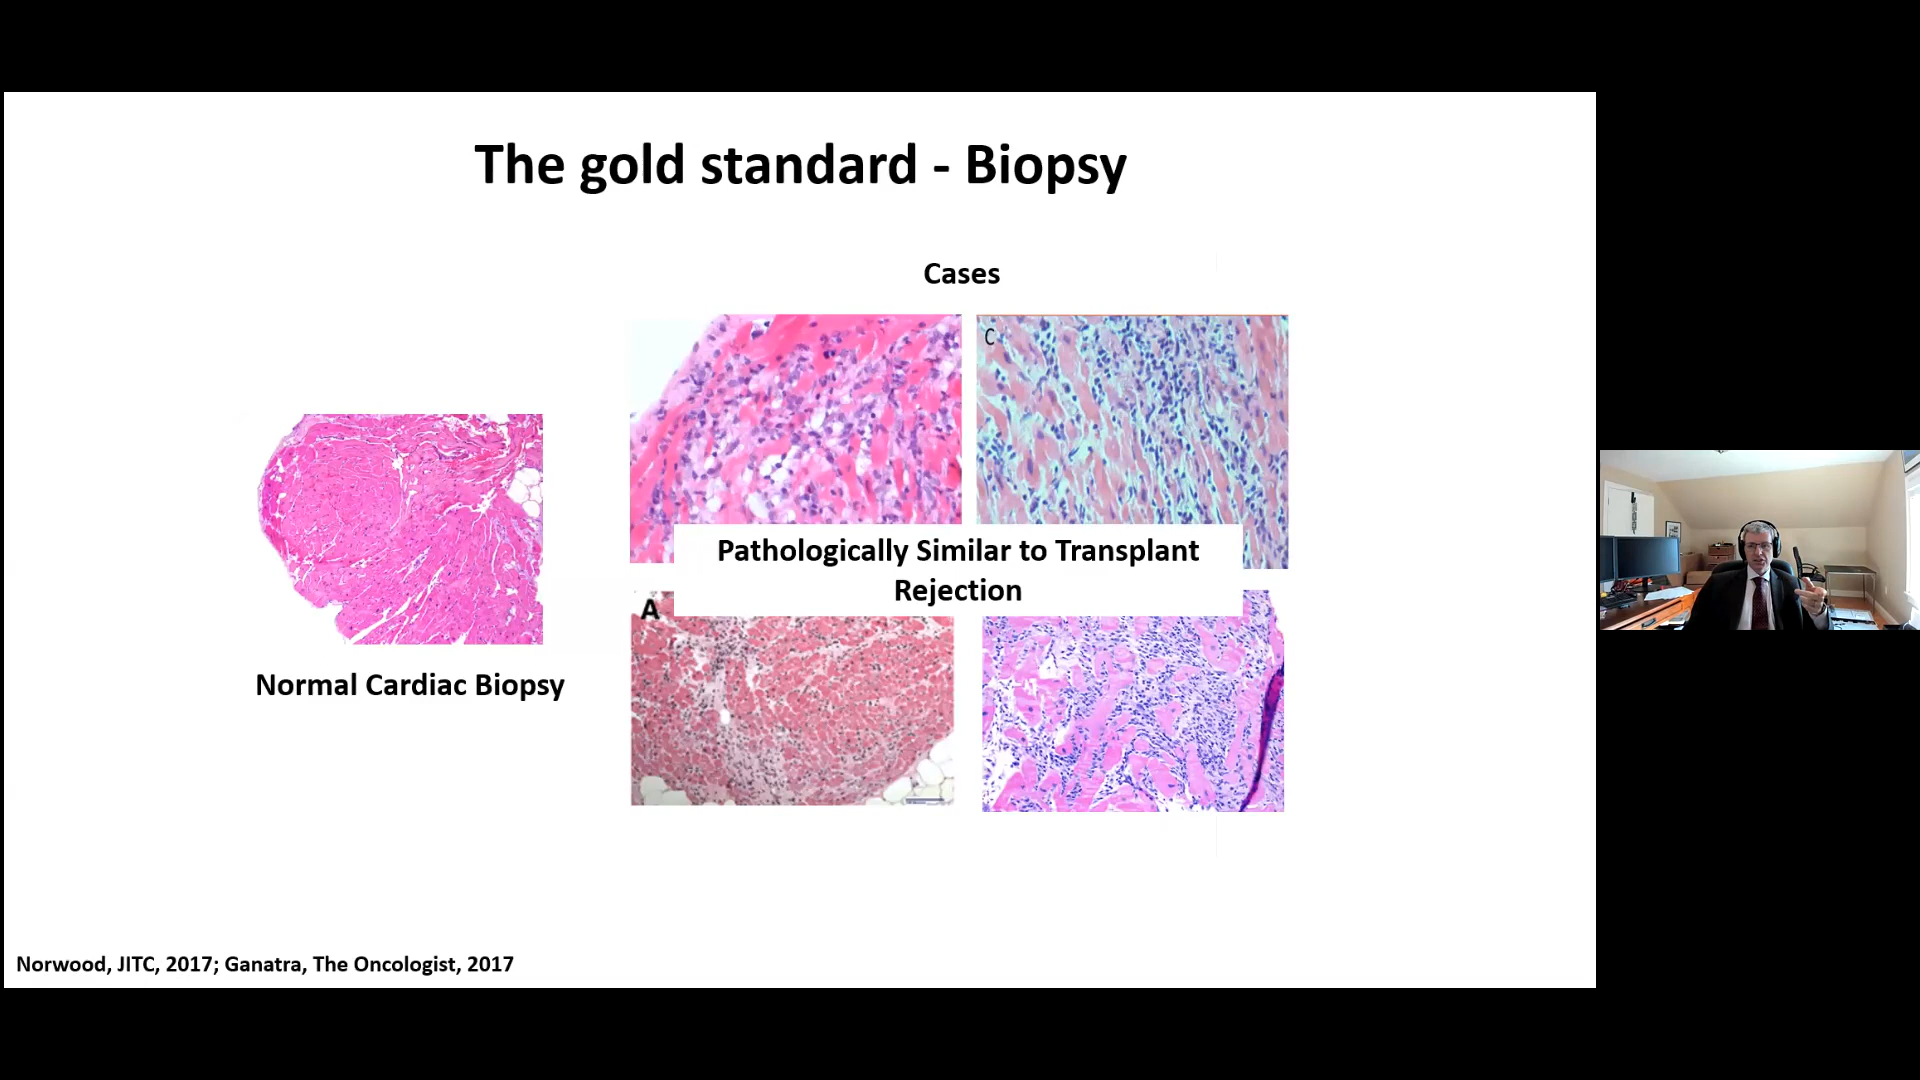 The gold standard - Biopsy
Cases
C
Pathologically Similar to Transplant
Rejection
A
Normal Cardiac Biopsy
Norwood, JITC, 2017; Ganatra, The Oncologist, 2017